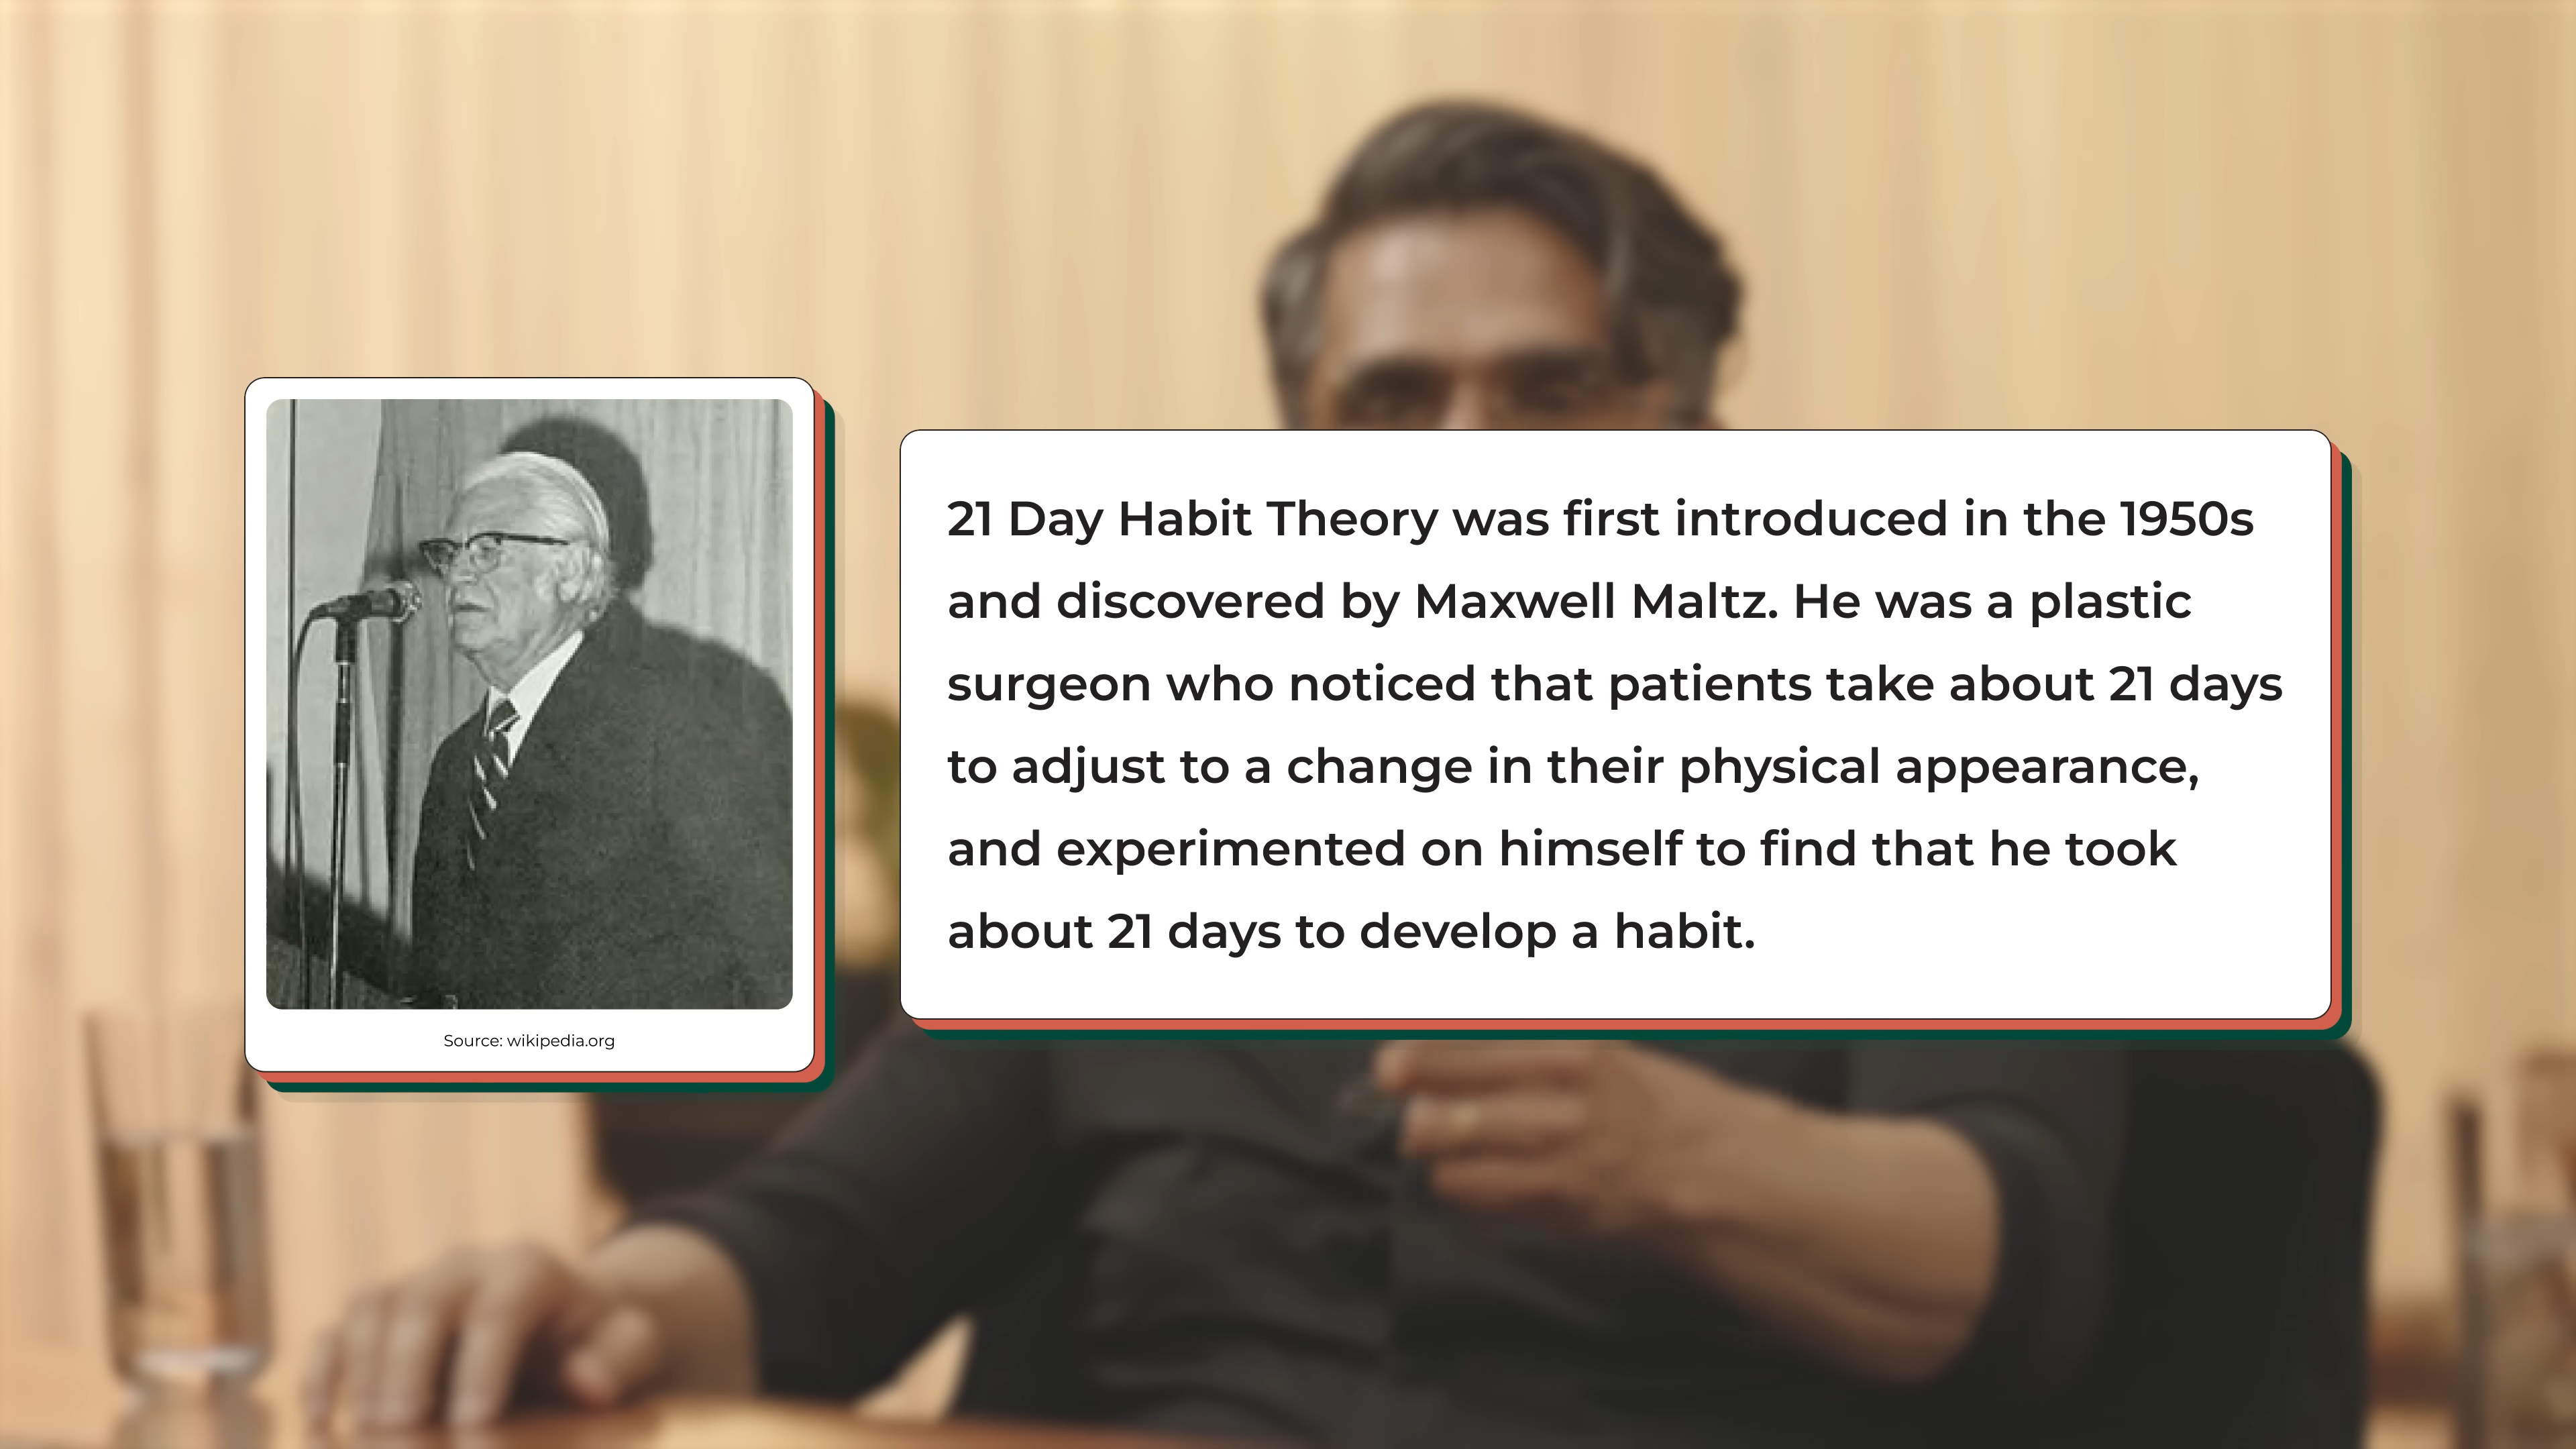 21 Day Habit Theory was first introduced in the 1950s
and discovered by Maxwell Maltz. He was a plastic
surgeon who noticed that patients take about 21 days
to adjust to a change in their physical appearance,
and experimented on himself to find that he took
about 21 days to develop a habit.
Source: wikipedia.org